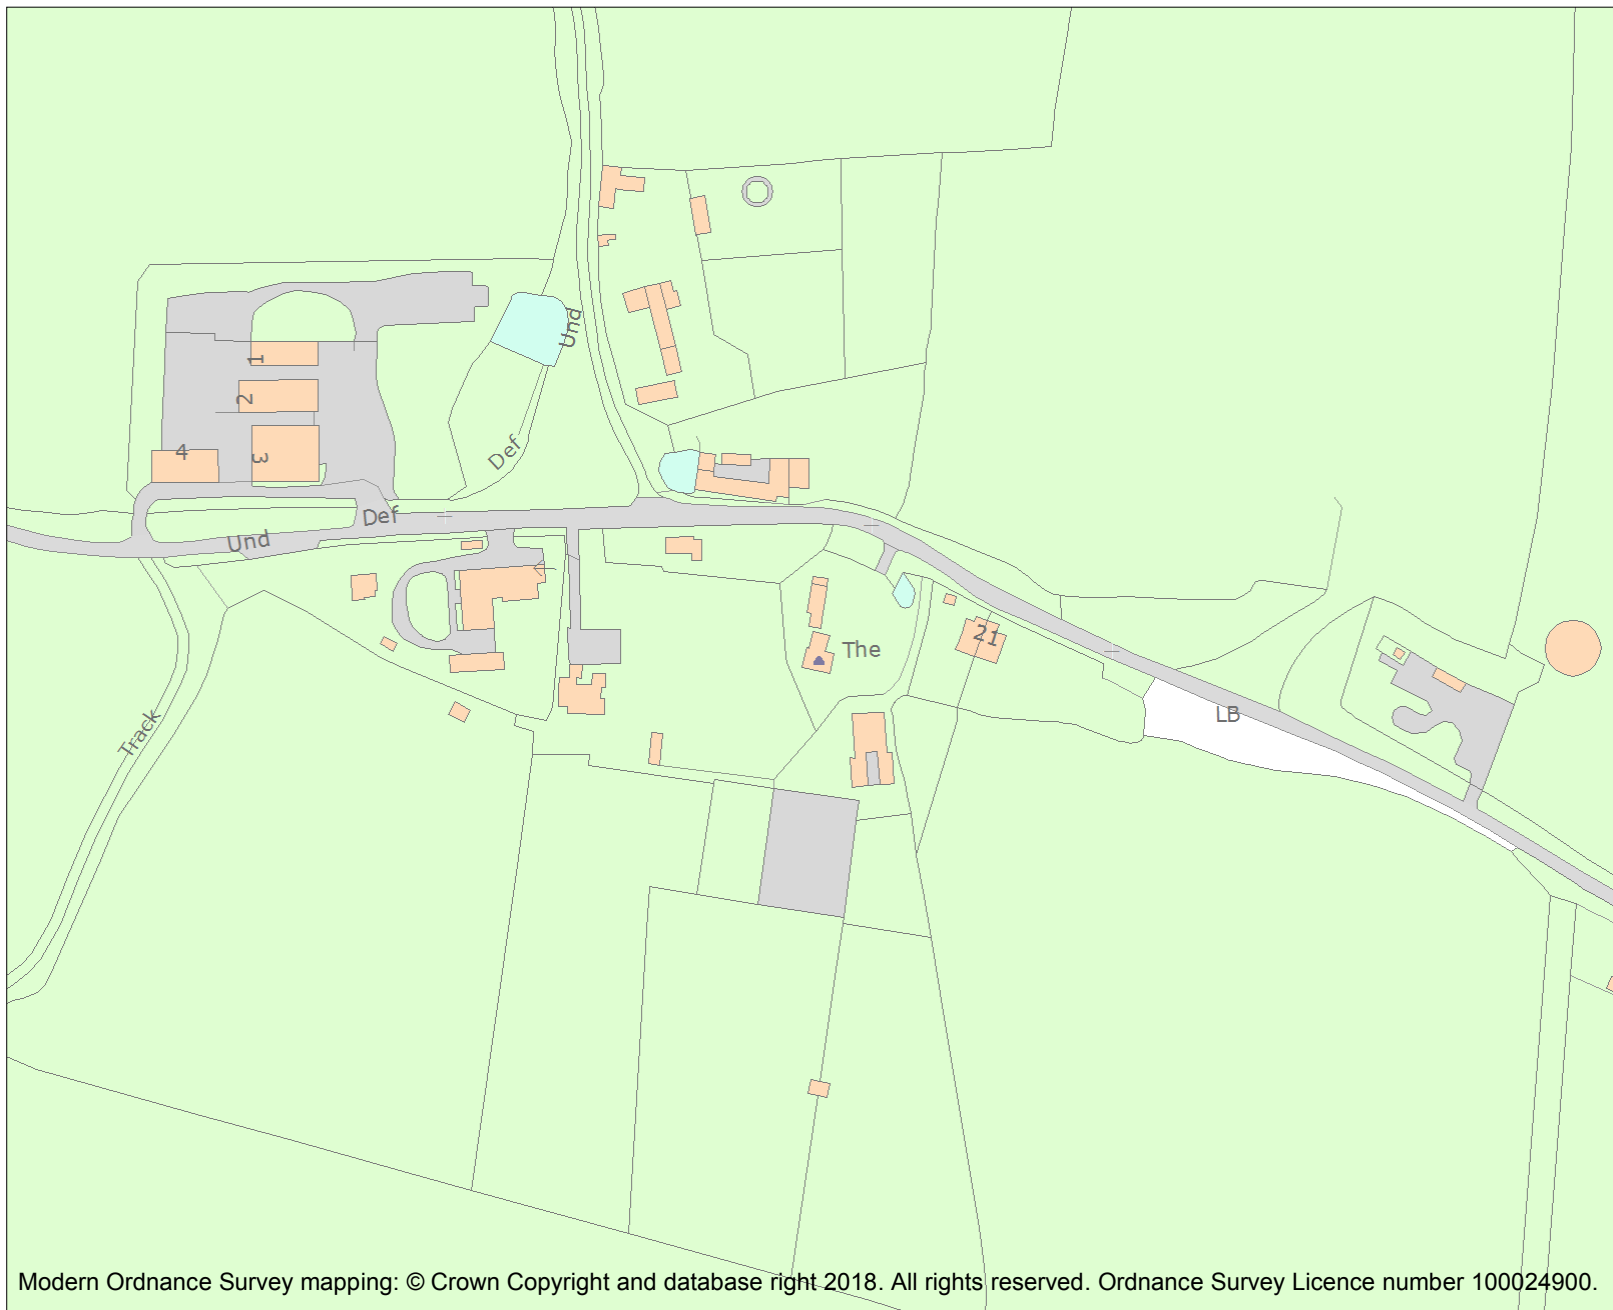 Und
1
2
Def
4
3
Def
Und
21
The
Track
LB
Modern Ordnance Survey mapping: © Crown Copyright and database right 2018. All rights reserved. Ordnance Survey Licence number 100024900.